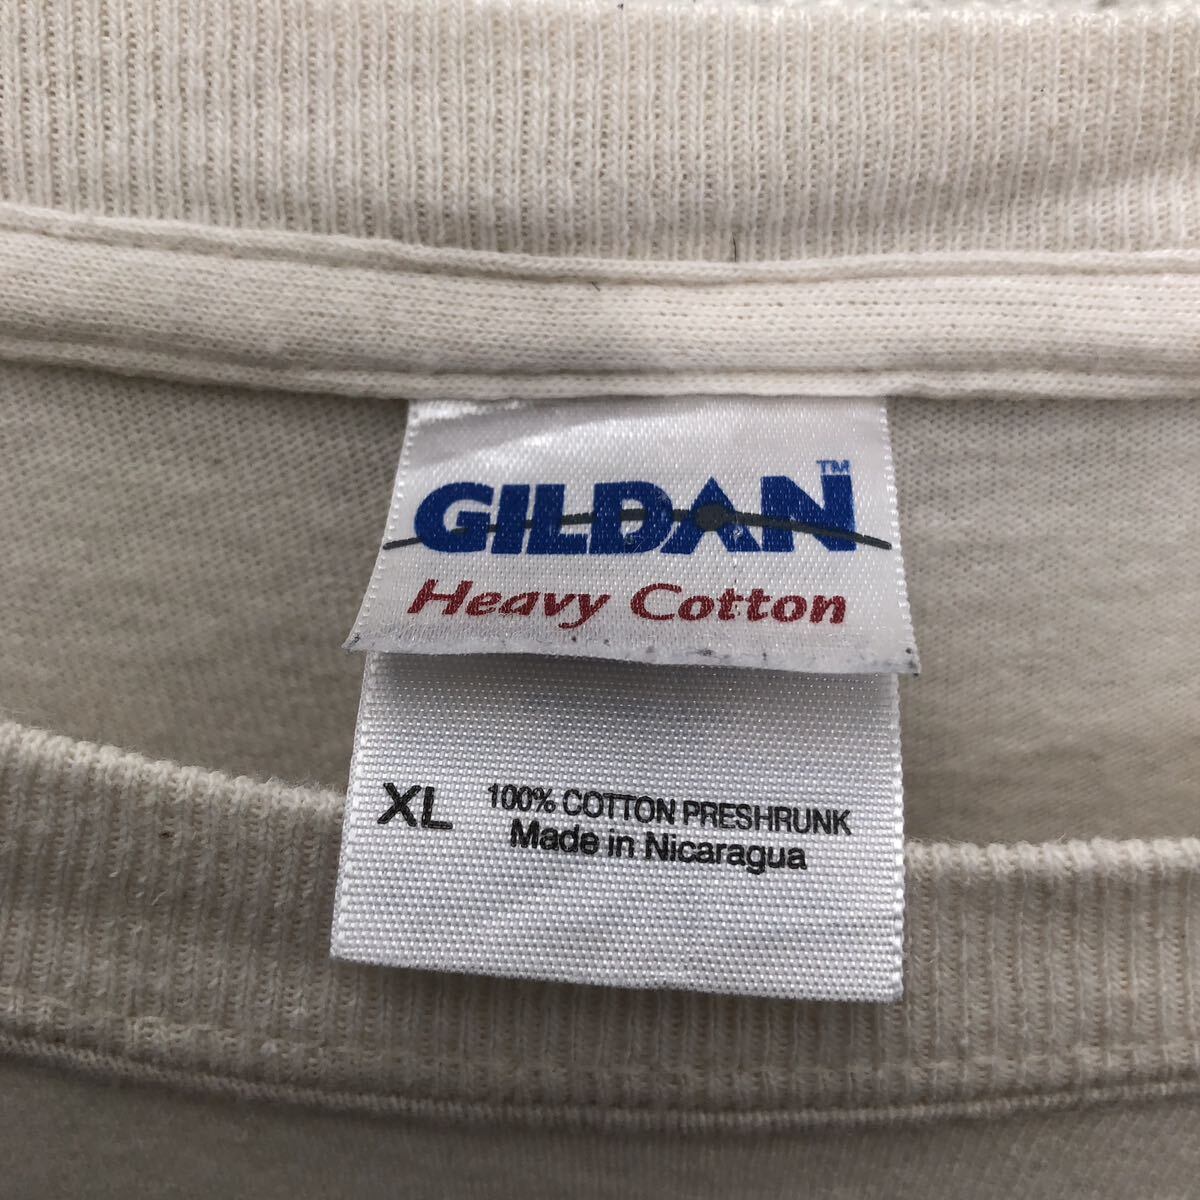 GILDAN™
Heavy Cotton
XL 100% COTTON PRESHRUNK
Made in Nicaragua